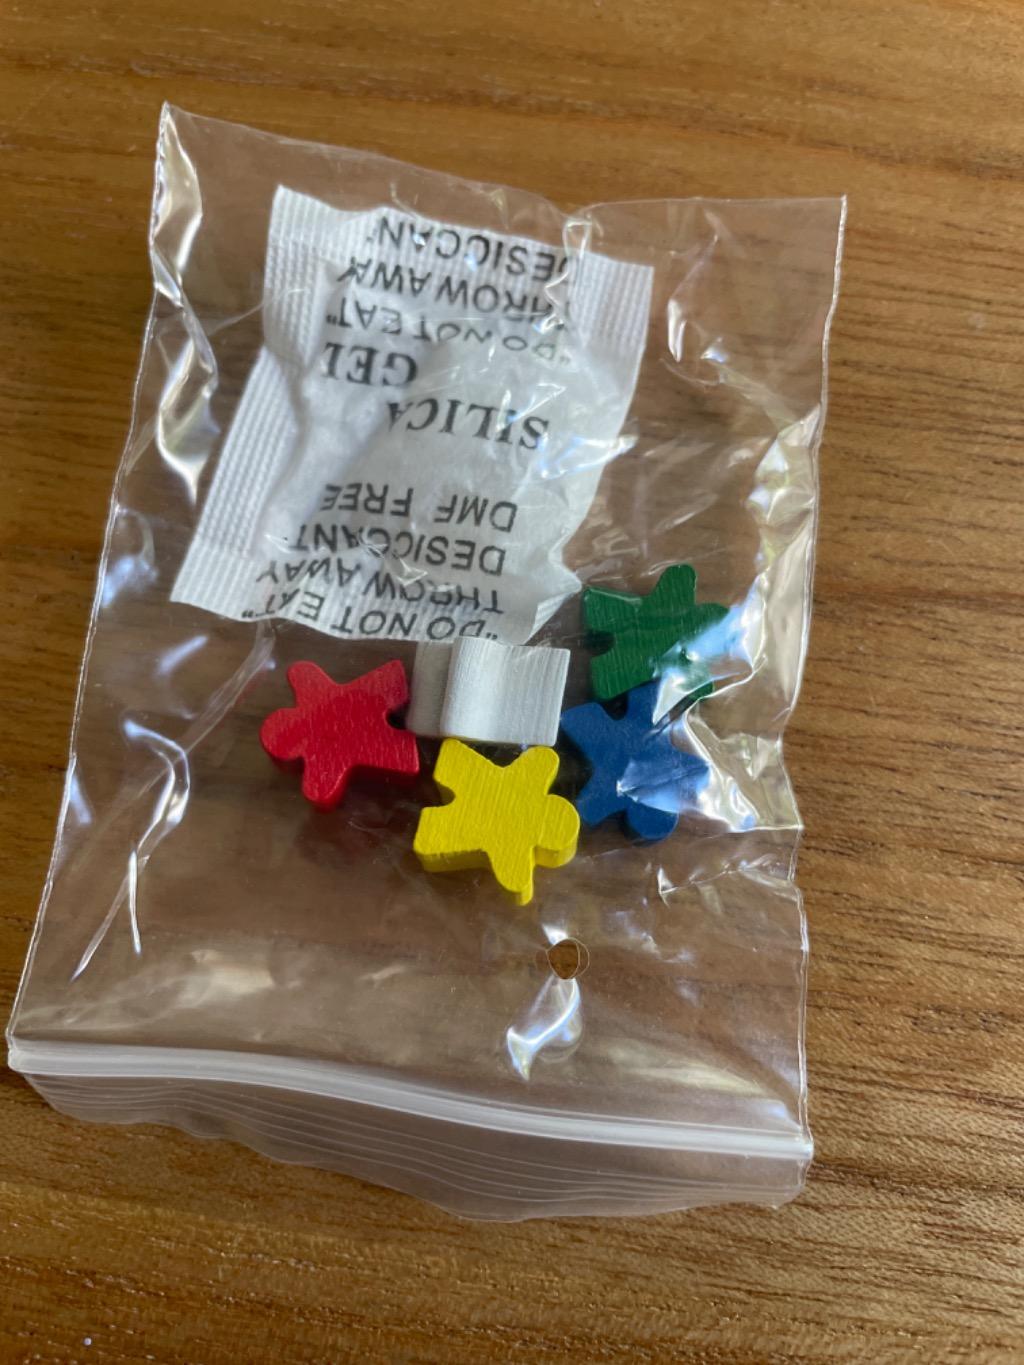 "DO NOT EAT"
THROW AWAY
DESICCANT
DMF FREE
SILICA GEL
"DO NOT EAT"
THROW AWAY
DESICCANT